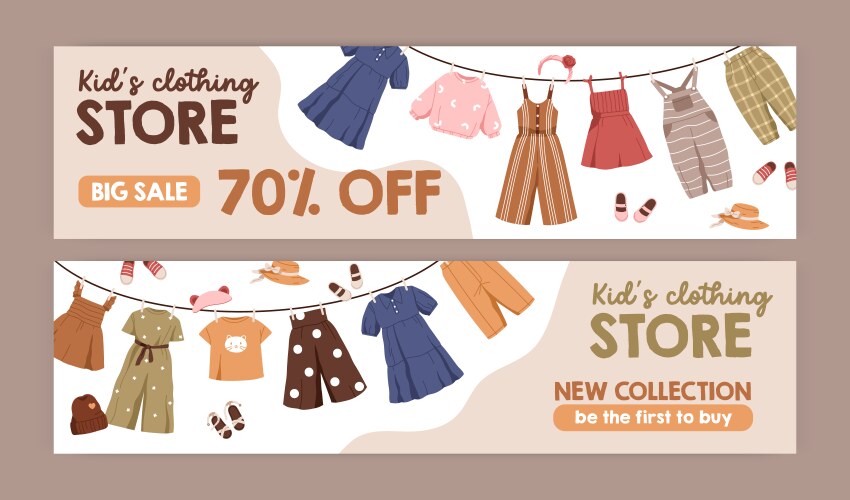 Kid's clothing
STORE
BIG SALE 70% OFF
Kid's clothing
STORE
NEW COLLECTION
be the first to buy